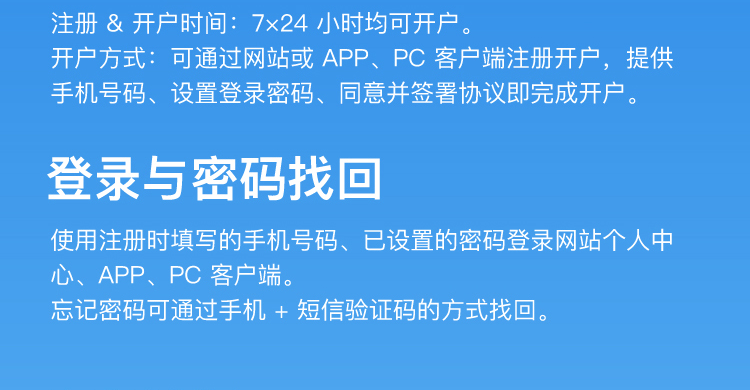 注册 & 开户时间：7×24 小时均可开户。
开户方式：可通过网站或 APP、PC 客户端注册开户，提供
手机号码、设置登录密码、同意并签署协议即完成开户。
登录与密码找回
使用注册时填写的手机号码、已设置的密码登录网站个人中
心、APP、PC 客户端。
忘记密码可通过手机 + 短信验证码的方式找回。